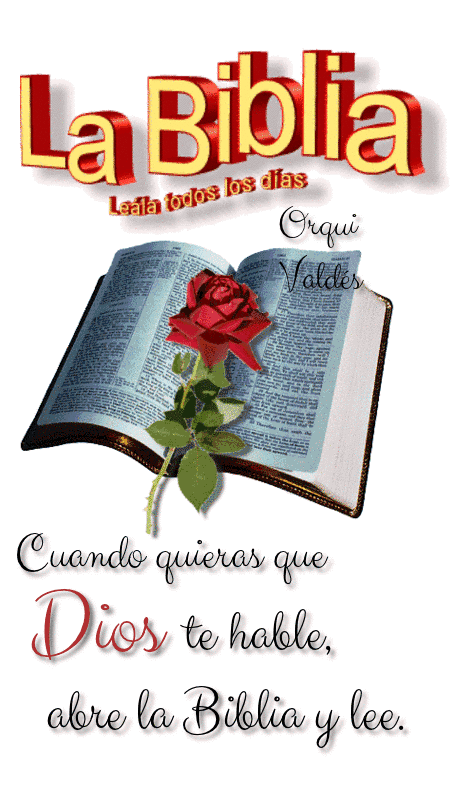 La Biblia
Leála todos los días
Orqui
Valdés
Cuando quieras que
Dios te hable,
abre la Biblia y lee.